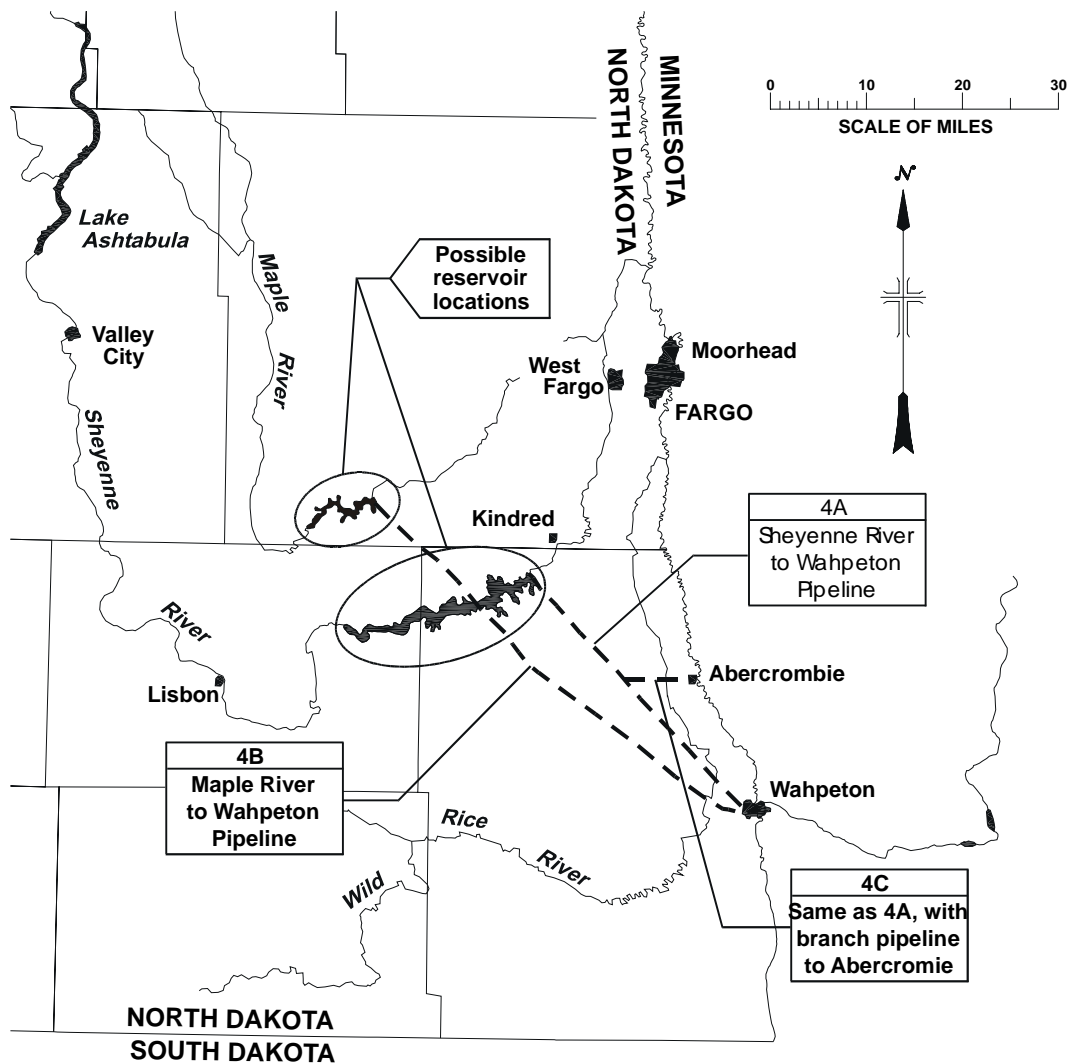 NORTH DAKOTA
MINNESOTA
0 10 20 30
SCALE OF MILES
N
Lake
Ashtabula
Maple
River
Possible
reservoir
locations
Valley
City
Moorhead
West
Fargo
FARGO
Sheyenne
River
Kindred
4A
Sheyenne River
to Wahpeton
Pipeline
Lisbon
Abercrombie
4B
Maple River
to Wahpeton
Pipeline
Wahpeton
Wild
Rice
River
4C
Same as 4A, with
branch pipeline
to Abercromie
NORTH DAKOTA
SOUTH DAKOTA